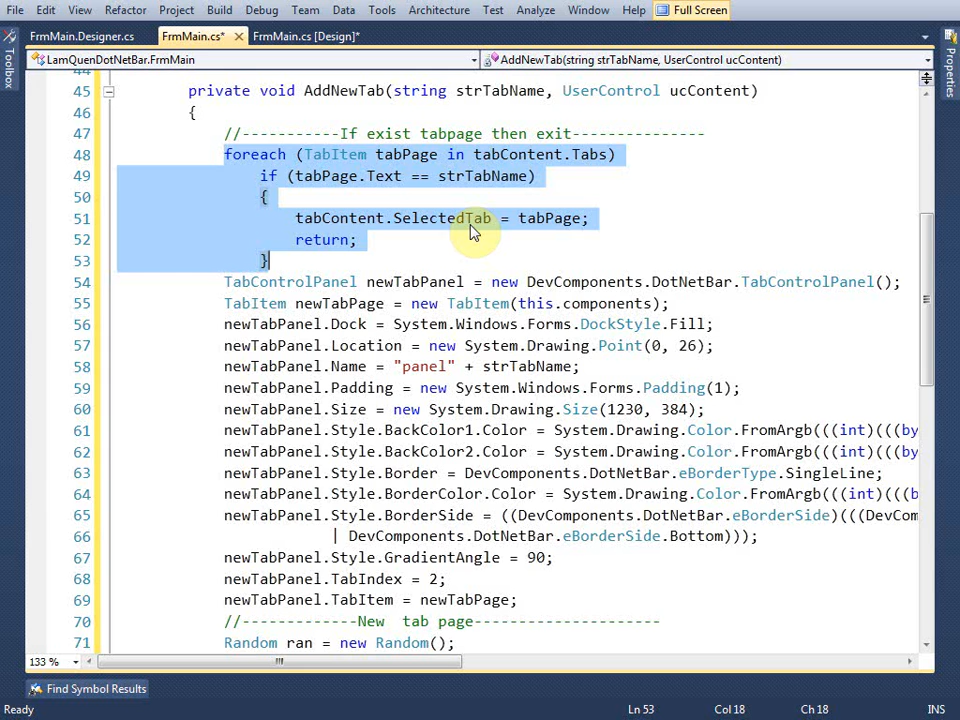 File Edit View Refactor Project Build Debug Team Data Tools Architecture Test Analyze Window Help Full Screen
FrmMain.Designer.cs FrmMain.cs* FrmMain.cs [Design]*
LamQuenDotNetBar.FrmMain AddNewTab(string strTabName, UserControl ucContent)
Toolbox
Properties
45 private void AddNewTab(string strTabName, UserControl ucContent)
46 {
47 //-----------If exist tabpage then exit---------------
48 foreach (TabItem tabPage in tabContent.Tabs)
49 if (tabPage.Text == strTabName)
50 {
51 tabContent.SelectedTab = tabPage;
52 return;
53 }
54 TabControlPanel newTabPanel = new DevComponents.DotNetBar.TabControlPanel();
55 TabItem newTabPage = new TabItem(this.components);
56 newTabPanel.Dock = System.Windows.Forms.DockStyle.Fill;
57 newTabPanel.Location = new System.Drawing.Point(0, 26);
58 newTabPanel.Name = "panel" + strTabName;
59 newTabPanel.Padding = new System.Windows.Forms.Padding(1);
60 newTabPanel.Size = new System.Drawing.Size(1230, 384);
61 newTabPanel.Style.BackColor1.Color = System.Drawing.Color.FromArgb(((int)(((by
62 newTabPanel.Style.BackColor2.Color = System.Drawing.Color.FromArgb(((int)(((by
63 newTabPanel.Style.Border = DevComponents.DotNetBar.eBorderType.SingleLine;
64 newTabPanel.Style.BorderColor.Color = System.Drawing.Color.FromArgb(((int)(((b
65 newTabPanel.Style.BorderSide = ((DevComponents.DotNetBar.eBorderSide)(((DevCom
66 | DevComponents.DotNetBar.eBorderSide.Bottom)));
67 newTabPanel.Style.GradientAngle = 90;
68 newTabPanel.TabIndex = 2;
69 newTabPanel.TabItem = newTabPage;
70 //-------------New  tab page---------------------
71 Random ran = new Random();
133 %
Find Symbol Results
Ready Ln 53 Col 18 Ch 18 INS